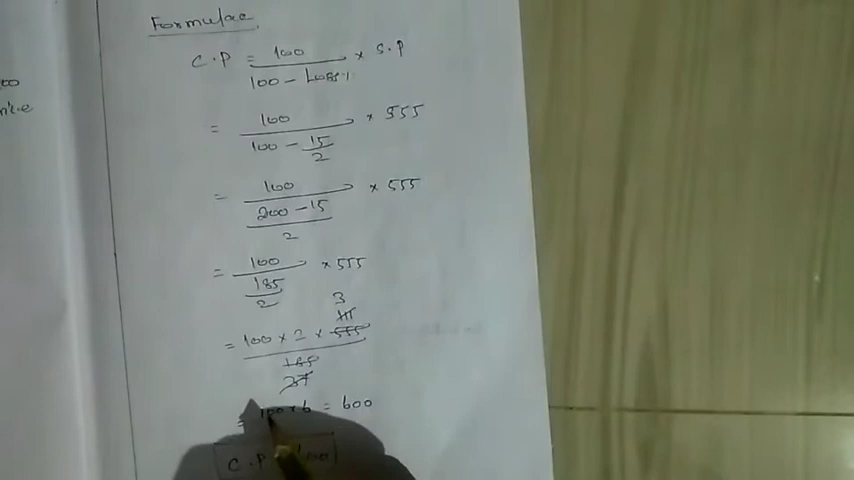 Formulae
C.P = 100 / 100 - Loss% × S.P
= 100 / 100 - 15/2 × 555
= 100 / 200 - 15 / 2 × 555
= 100 / 185/2 × 555
3
111
= 100 × 2 × 555 / 185
37
= 100 × 6 = 600
C.P